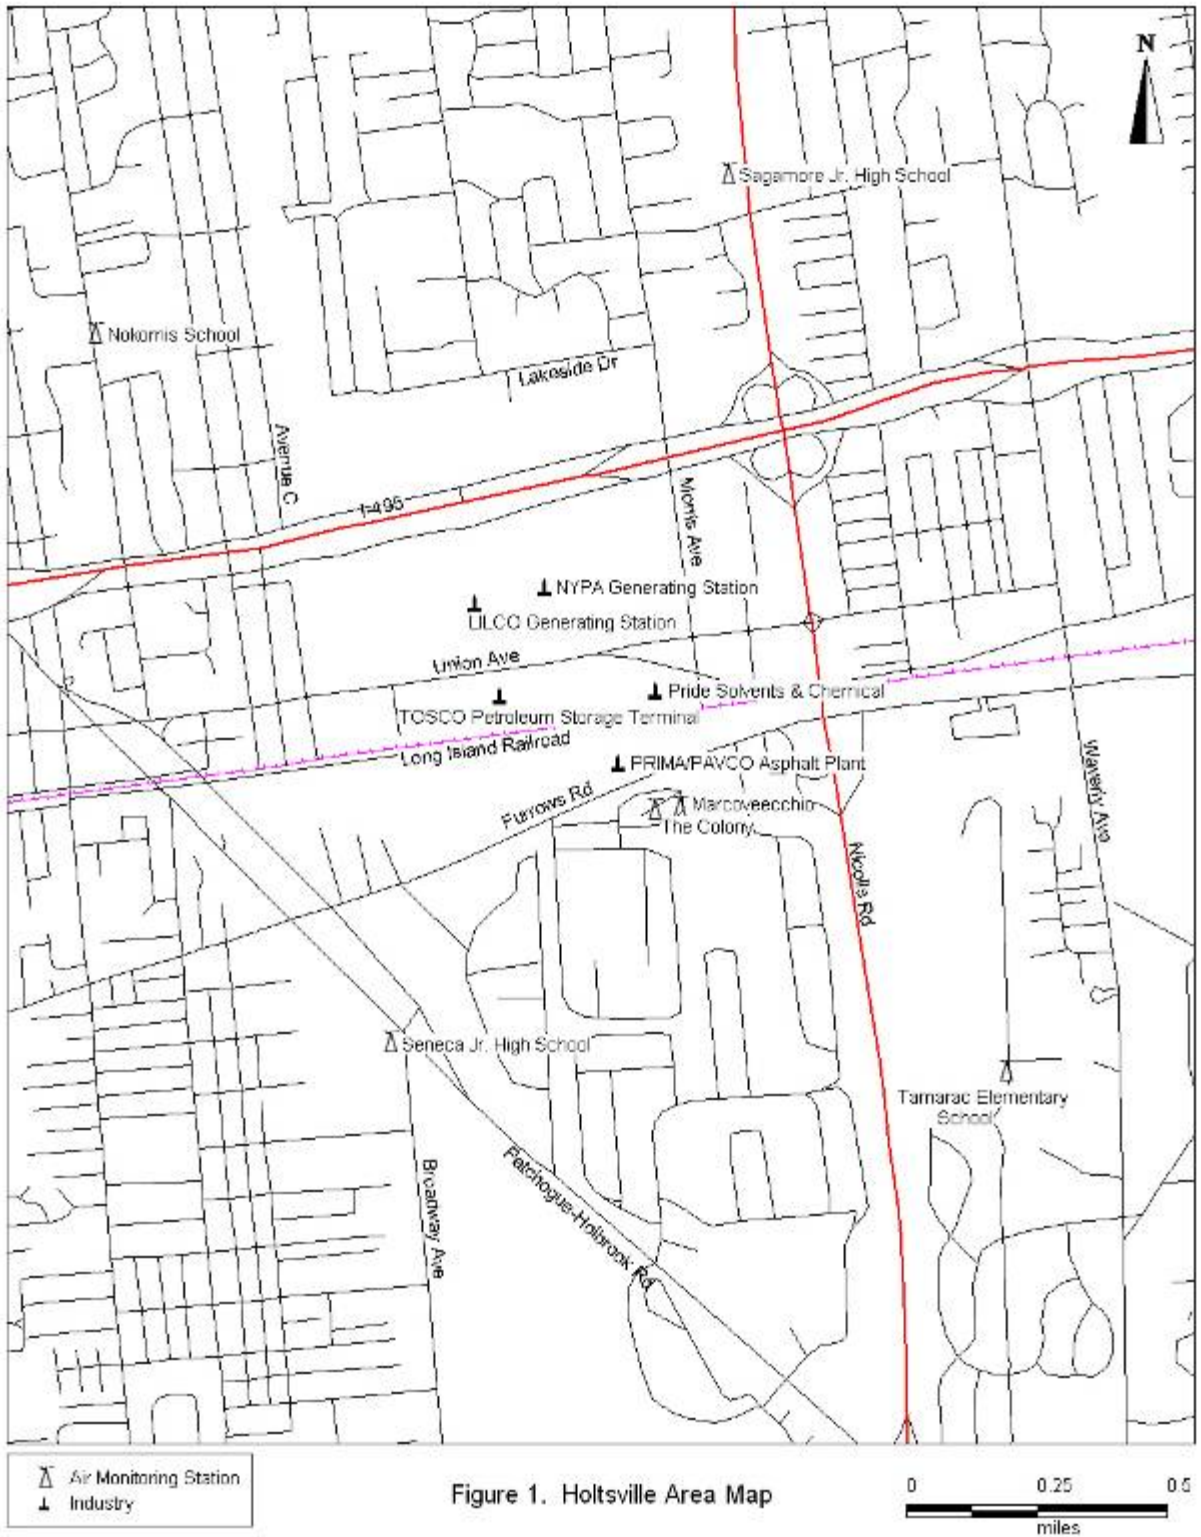 N
Sagamore Jr. High School
Nokomis School
Lakeside Dr
Avenue C
I-495
Morris Ave
NYPA Generating Station
LILCO Generating Station
Union Ave
Pride Solvents & Chemical
TOSCO Petroleum Storage Terminal
Long Island Railroad
PRIMA/PAVCO Asphalt Plant
Waverly Ave
Furrows Rd
Marcoveecchio
The Colony
Nicolls Rd
Seneca Jr. High School
Tamarac Elementary
School
Broadway Ave
Patchogue-Holbrook Rd
Air Monitoring Station
Industry
Figure 1. Holtsville Area Map
0 0.25 0.5
miles